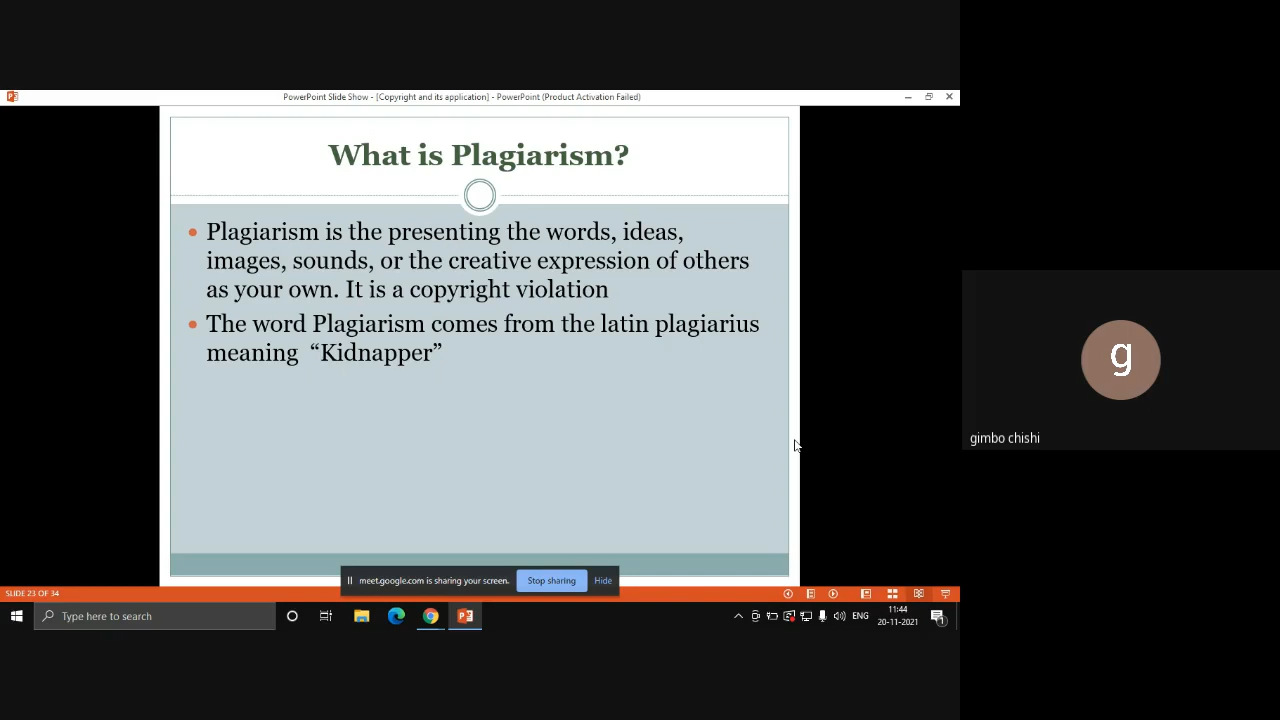 PowerPoint Slide Show - [Copyright and its application] - PowerPoint (Product Activation Failed)
What is Plagiarism?
Plagiarism is the presenting the words, ideas,
images, sounds, or the creative expression of others
as your own. It is a copyright violation
The word Plagiarism comes from the latin plagiarius
meaning “Kidnapper”
g
gimbo chishi
meet.google.com is sharing your screen.
Stop sharing
Hide
SLIDE 23 OF 34
Type here to search
ENG
11:44
20-11-2021
1